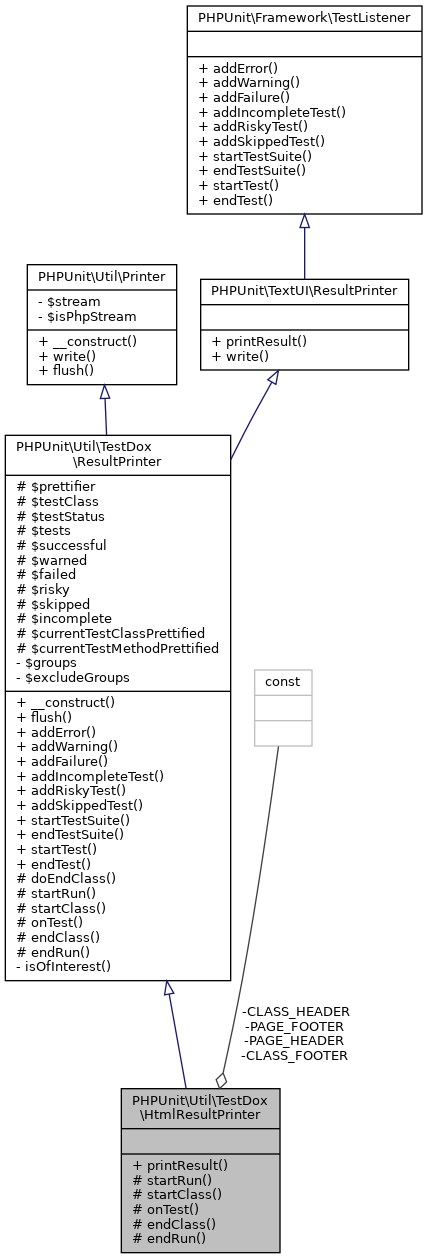 PHPUnit\Framework\TestListener
+ addError()
+ addWarning()
+ addFailure()
+ addIncompleteTest()
+ addRiskyTest()
+ addSkippedTest()
+ startTestSuite()
+ endTestSuite()
+ startTest()
+ endTest()
PHPUnit\Util\Printer
- $stream
- $isPhpStream
+ __construct()
+ write()
+ flush()
PHPUnit\TextUI\ResultPrinter
+ printResult()
+ write()
PHPUnit\Util\TestDox
\ResultPrinter
# $prettifier
# $testClass
# $testStatus
# $tests
# $successful
# $warned
# $failed
# $risky
# $skipped
# $incomplete
# $currentTestClassPrettified
# $currentTestMethodPrettified
- $groups
- $excludeGroups
+ __construct()
+ flush()
+ addError()
+ addWarning()
+ addFailure()
+ addIncompleteTest()
+ addRiskyTest()
+ addSkippedTest()
+ startTestSuite()
+ endTestSuite()
+ startTest()
+ endTest()
# doEndClass()
# startRun()
# startClass()
# onTest()
# endClass()
# endRun()
- isOfInterest()
const
-CLASS_HEADER
-PAGE_FOOTER
-PAGE_HEADER
-CLASS_FOOTER
PHPUnit\Util\TestDox
\HtmlResultPrinter
+ printResult()
# startRun()
# startClass()
# onTest()
# endClass()
# endRun()